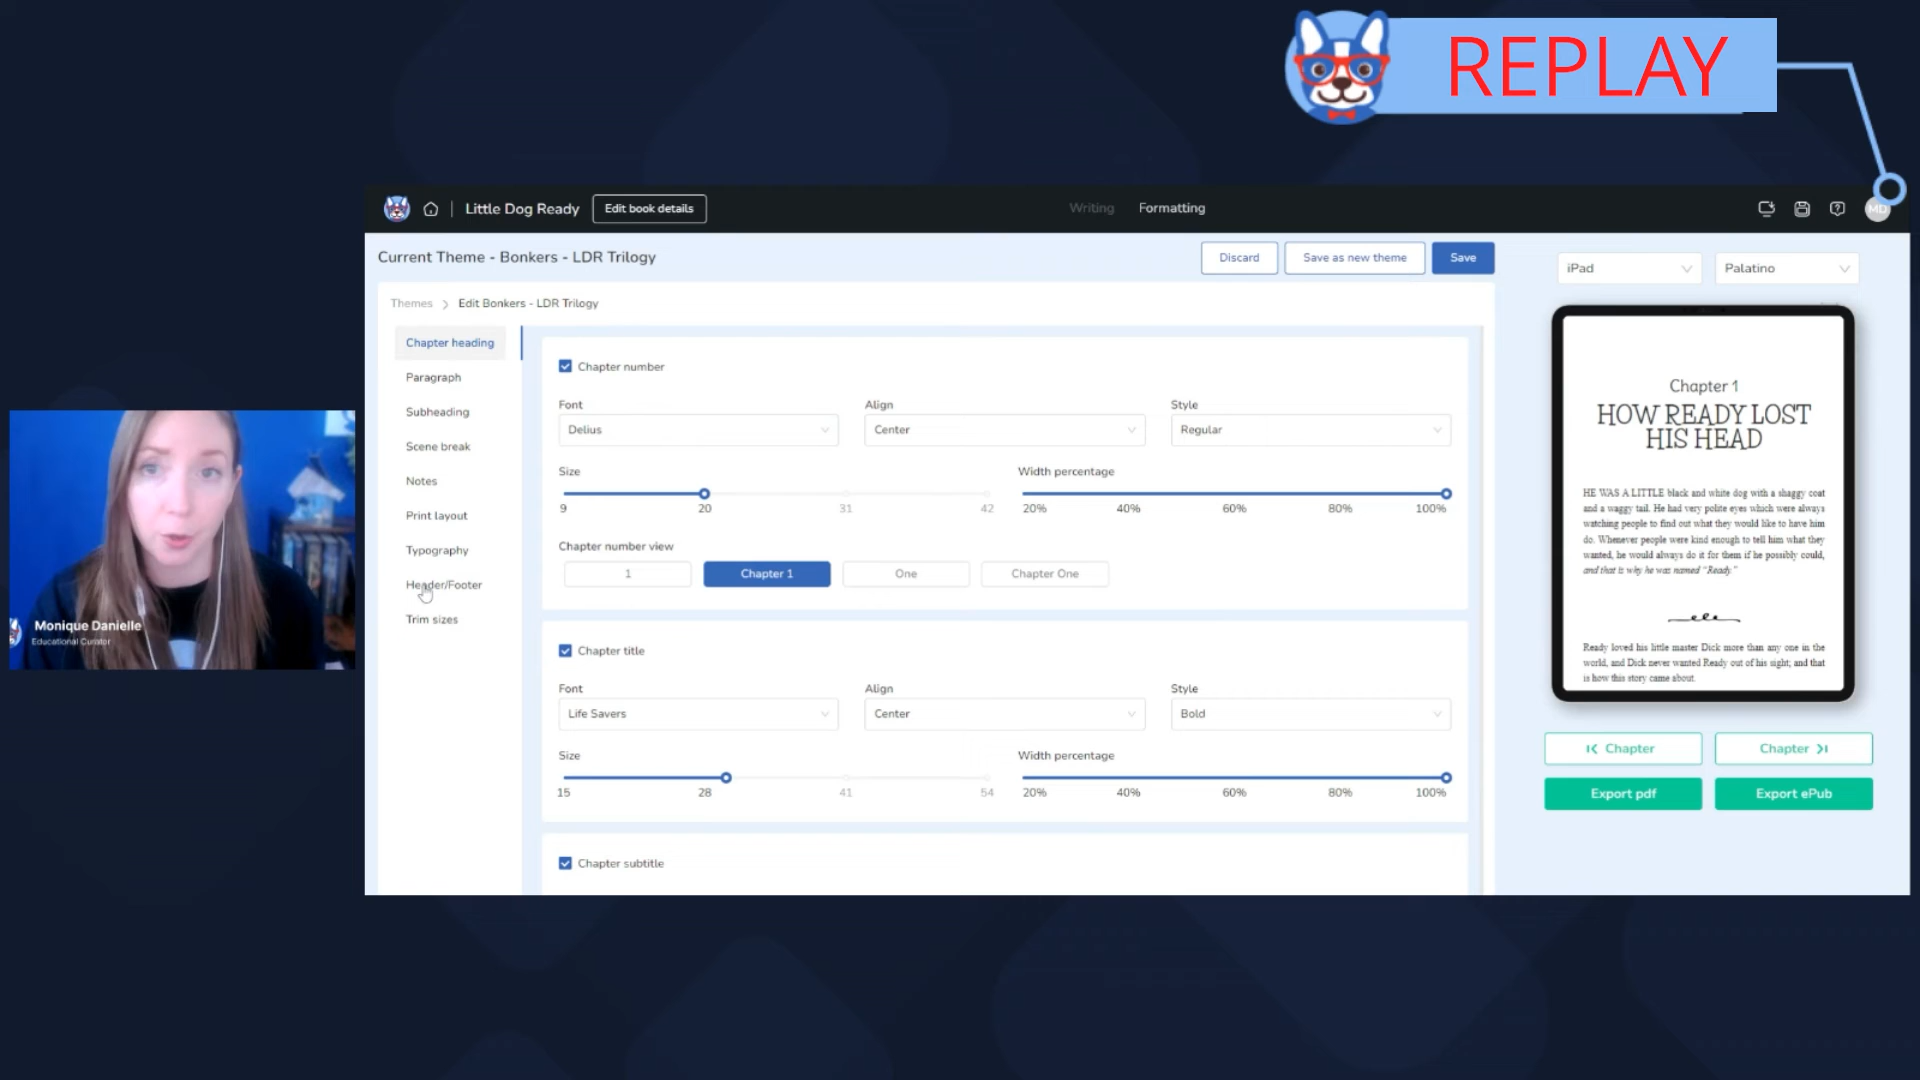 REPLAY
Little Dog Ready
Edit book details
Writing
Formatting
MD
Current Theme - Bonkers - LDR Trilogy
Discard
Save as new theme
Save
iPad
Palatino
Themes > Edit Bonkers - LDR Trilogy
Chapter heading
Paragraph
Subheading
Scene break
Notes
Print layout
Typography
Header/Footer
Trim sizes
Chapter number
Font
Align
Style
Delius
Center
Regular
Size
Width percentage
9 20 31 42
20% 40% 60% 80% 100%
Chapter number view
1
Chapter 1
One
Chapter One
Chapter title
Font
Align
Style
Life Savers
Center
Bold
Size
Width percentage
15 28 41 54
20% 40% 60% 80% 100%
Chapter subtitle
Chapter 1
HOW READY LOST
HIS HEAD
HE WAS A LITTLE black and white dog with a shaggy coat
and a waggy tail. He had very polite eyes which were always
watching people to find out what they would like to have him
do. Whenever people were kind enough to tell him what they
wanted, he would always do it for them if he possibly could,
and that is why he was named "Ready."
Ready loved his little master Dick more than any one in the
world, and Dick never wanted Ready out of his sight; and that
is how this story came about.
Chapter
Chapter
Export pdf
Export ePub
Monique Danielle
Educational Curator